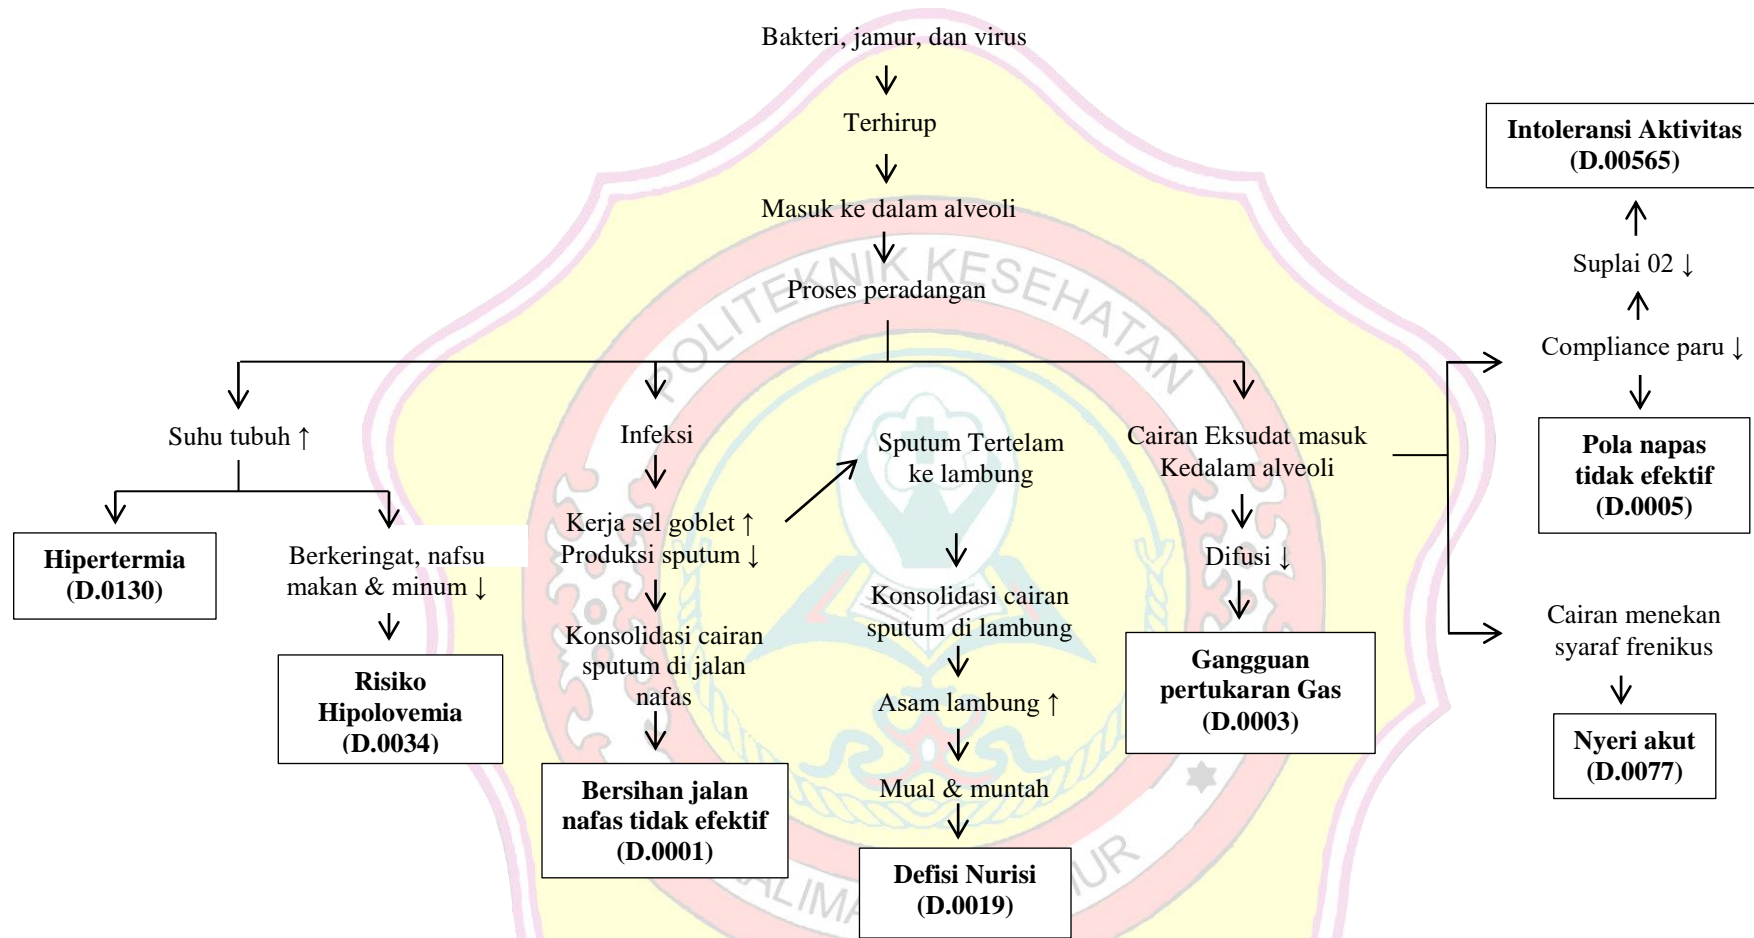 Bakteri, jamur, dan virus
Terhirup
Masuk ke dalam alveoli
Proses peradangan
Suhu tubuh ↑
Hipertermia
(D.0130)
Berkeringat, nafsu
makan & minum ↓
Risiko
Hipolovemia
(D.0034)
Infeksi
Kerja sel goblet ↑
Produksi sputum ↓
Konsolidasi cairan
sputum di jalan
nafas
Bersihan jalan
nafas tidak efektif
(D.0001)
Sputum Tertelam
ke lambung
Konsolidasi cairan
sputum di lambung
Asam lambung ↑
Mual & muntah
Defisi Nurisi
(D.0019)
Cairan Eksudat masuk
Kedalam alveoli
Difusi ↓
Gangguan
pertukaran Gas
(D.0003)
Intoleransi Aktivitas
(D.00565)
Suplai 02 ↓
Compliance paru ↓
Pola napas
tidak efektif
(D.0005)
Cairan menekan
syaraf frenikus
Nyeri akut
(D.0077)
POLITEKNIK KESEHATAN